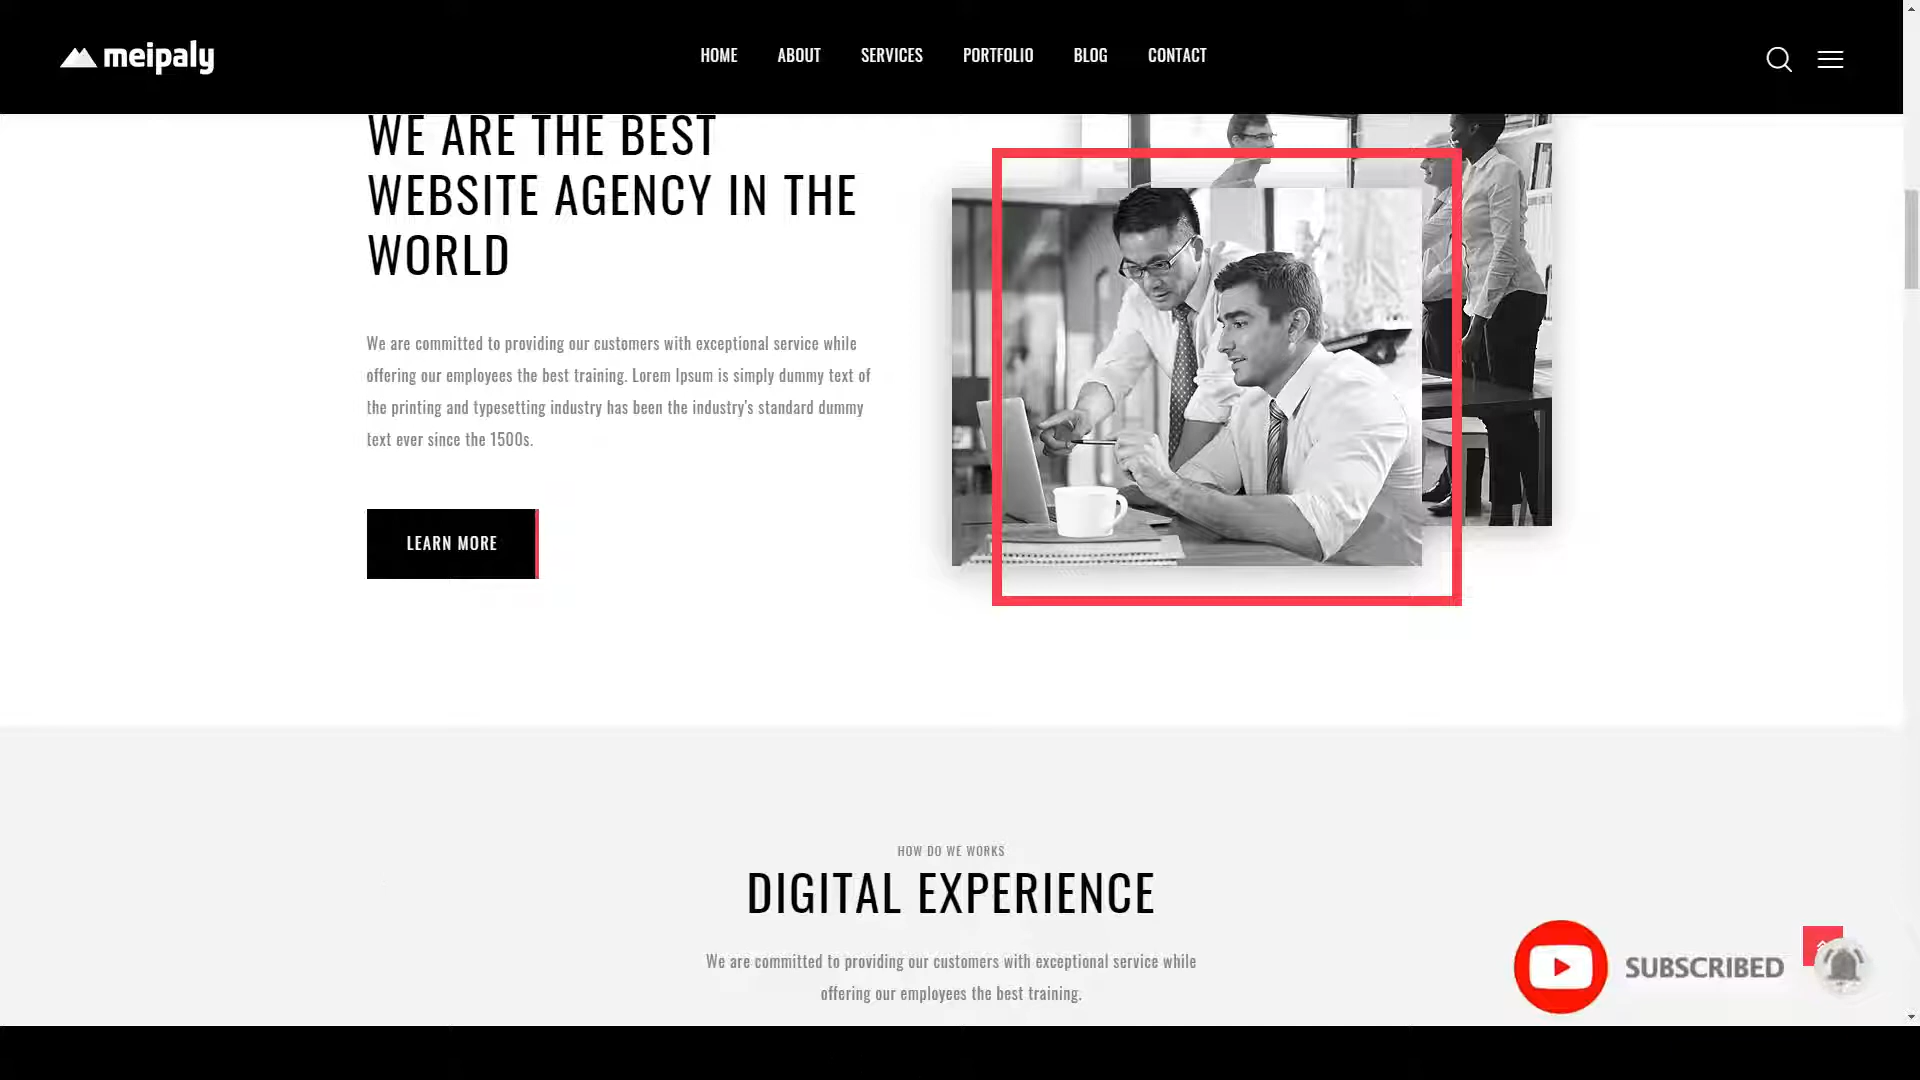 meipaly
HOME ABOUT SERVICES PORTFOLIO BLOG CONTACT
WE ARE THE BEST
WEBSITE AGENCY IN THE
WORLD
We are committed to providing our customers with exceptional service while
offering our employees the best training. Lorem Ipsum is simply dummy text of
the printing and typesetting industry has been the industry's standard dummy
text ever since the 1500s.
LEARN MORE
HOW DO WE WORKS
DIGITAL EXPERIENCE
We are committed to providing our customers with exceptional service while
offering our employees the best training.
SUBSCRIBED